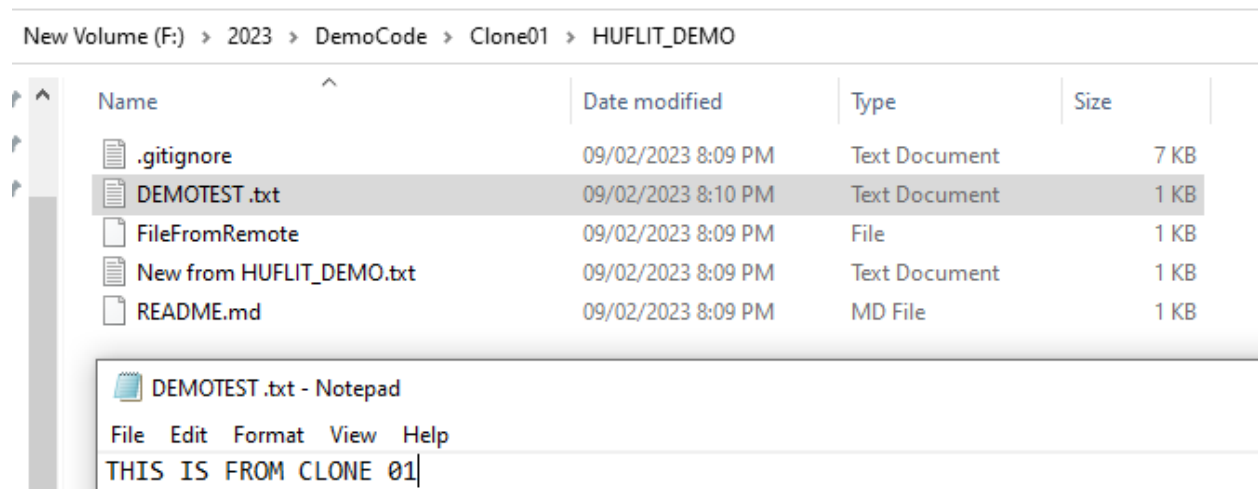 New Volume (F:) > 2023 > DemoCode > Clone01 > HUFLIT_DEMO
Name Date modified Type Size
.gitignore 09/02/2023 8:09 PM Text Document 7 KB
DEMOTEST .txt 09/02/2023 8:10 PM Text Document 1 KB
FileFromRemote 09/02/2023 8:09 PM File 1 KB
New from HUFLIT_DEMO.txt 09/02/2023 8:09 PM Text Document 1 KB
README.md 09/02/2023 8:09 PM MD File 1 KB
DEMOTEST .txt - Notepad
File Edit Format View Help
THIS IS FROM CLONE 01